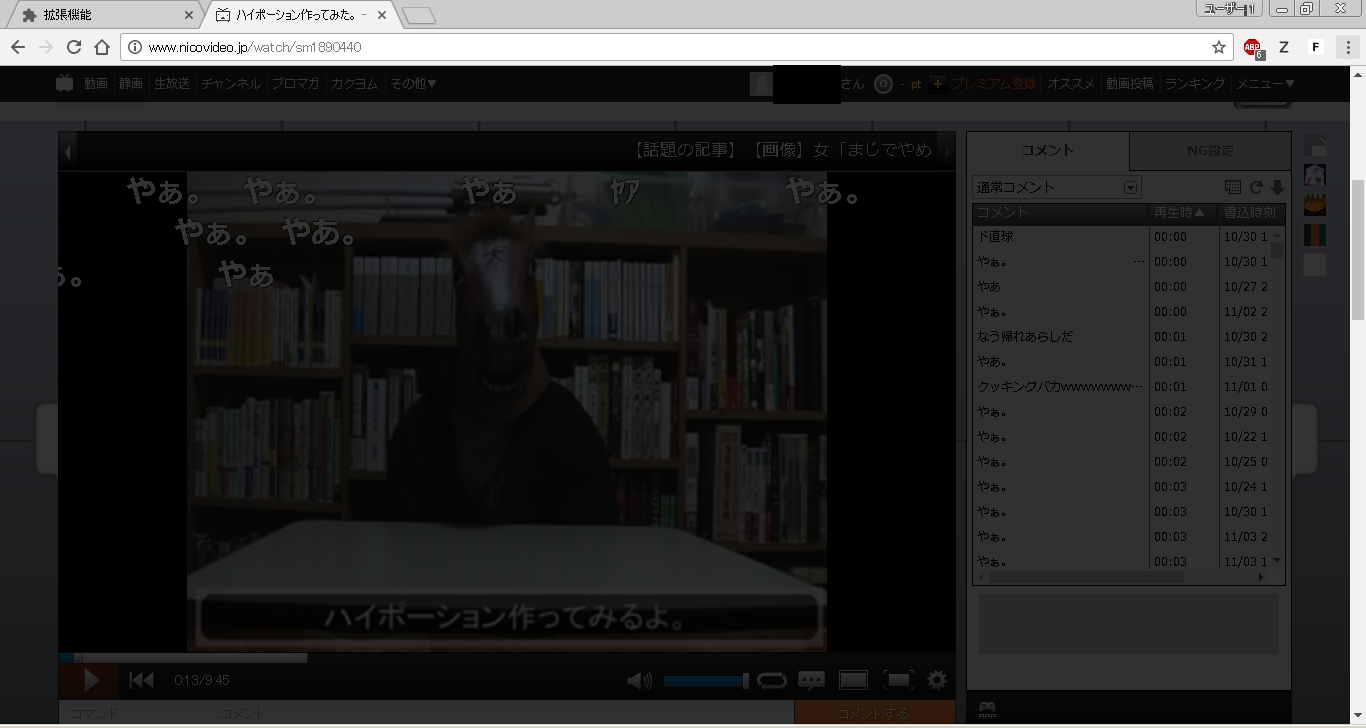 拡張機能
ハイポーション作ってみた。 -
ユーザー 1
www.nicovideo.jp/watch/sm1890440
ABP
6
Z
F
動画 静画 生放送 チャンネル ブロマガ カクヨム その他▼
さん
- pt
プレミアム登録 オススメ 動画投稿 ランキング メニュー▼
【話題の記事】【画像】女「まじでやめ
やぁ。 やぁ。 やぁ ヤア やぁ。
やぁ。 やあ。
ぁ。 やぁ
ハイポーション作ってみるよ。
0:13/9:45
コマンド コメント コメントする
コメント NG設定
通常コメント
コメント 再生時▲ 書込時刻
ド直球 00:00 10/30 1
やぁ。 … 00:00 10/30 1
やあ 00:00 10/27 2
やぁ。 00:00 11/02 2
なう帰れあらしだ 00:01 10/30 2
やあ。 00:01 10/31 1
クッキングバカwwwwwwww… 00:01 11/01 0
やぁ。 00:02 10/29 0
やぁ。 00:02 10/22 1
やぁ。 00:02 10/25 0
やぁ。 00:03 10/24 1
やぁ。 00:03 10/30 1
やぁ。 00:03 11/03 2
やぁ。 00:03 11/03 1
APP